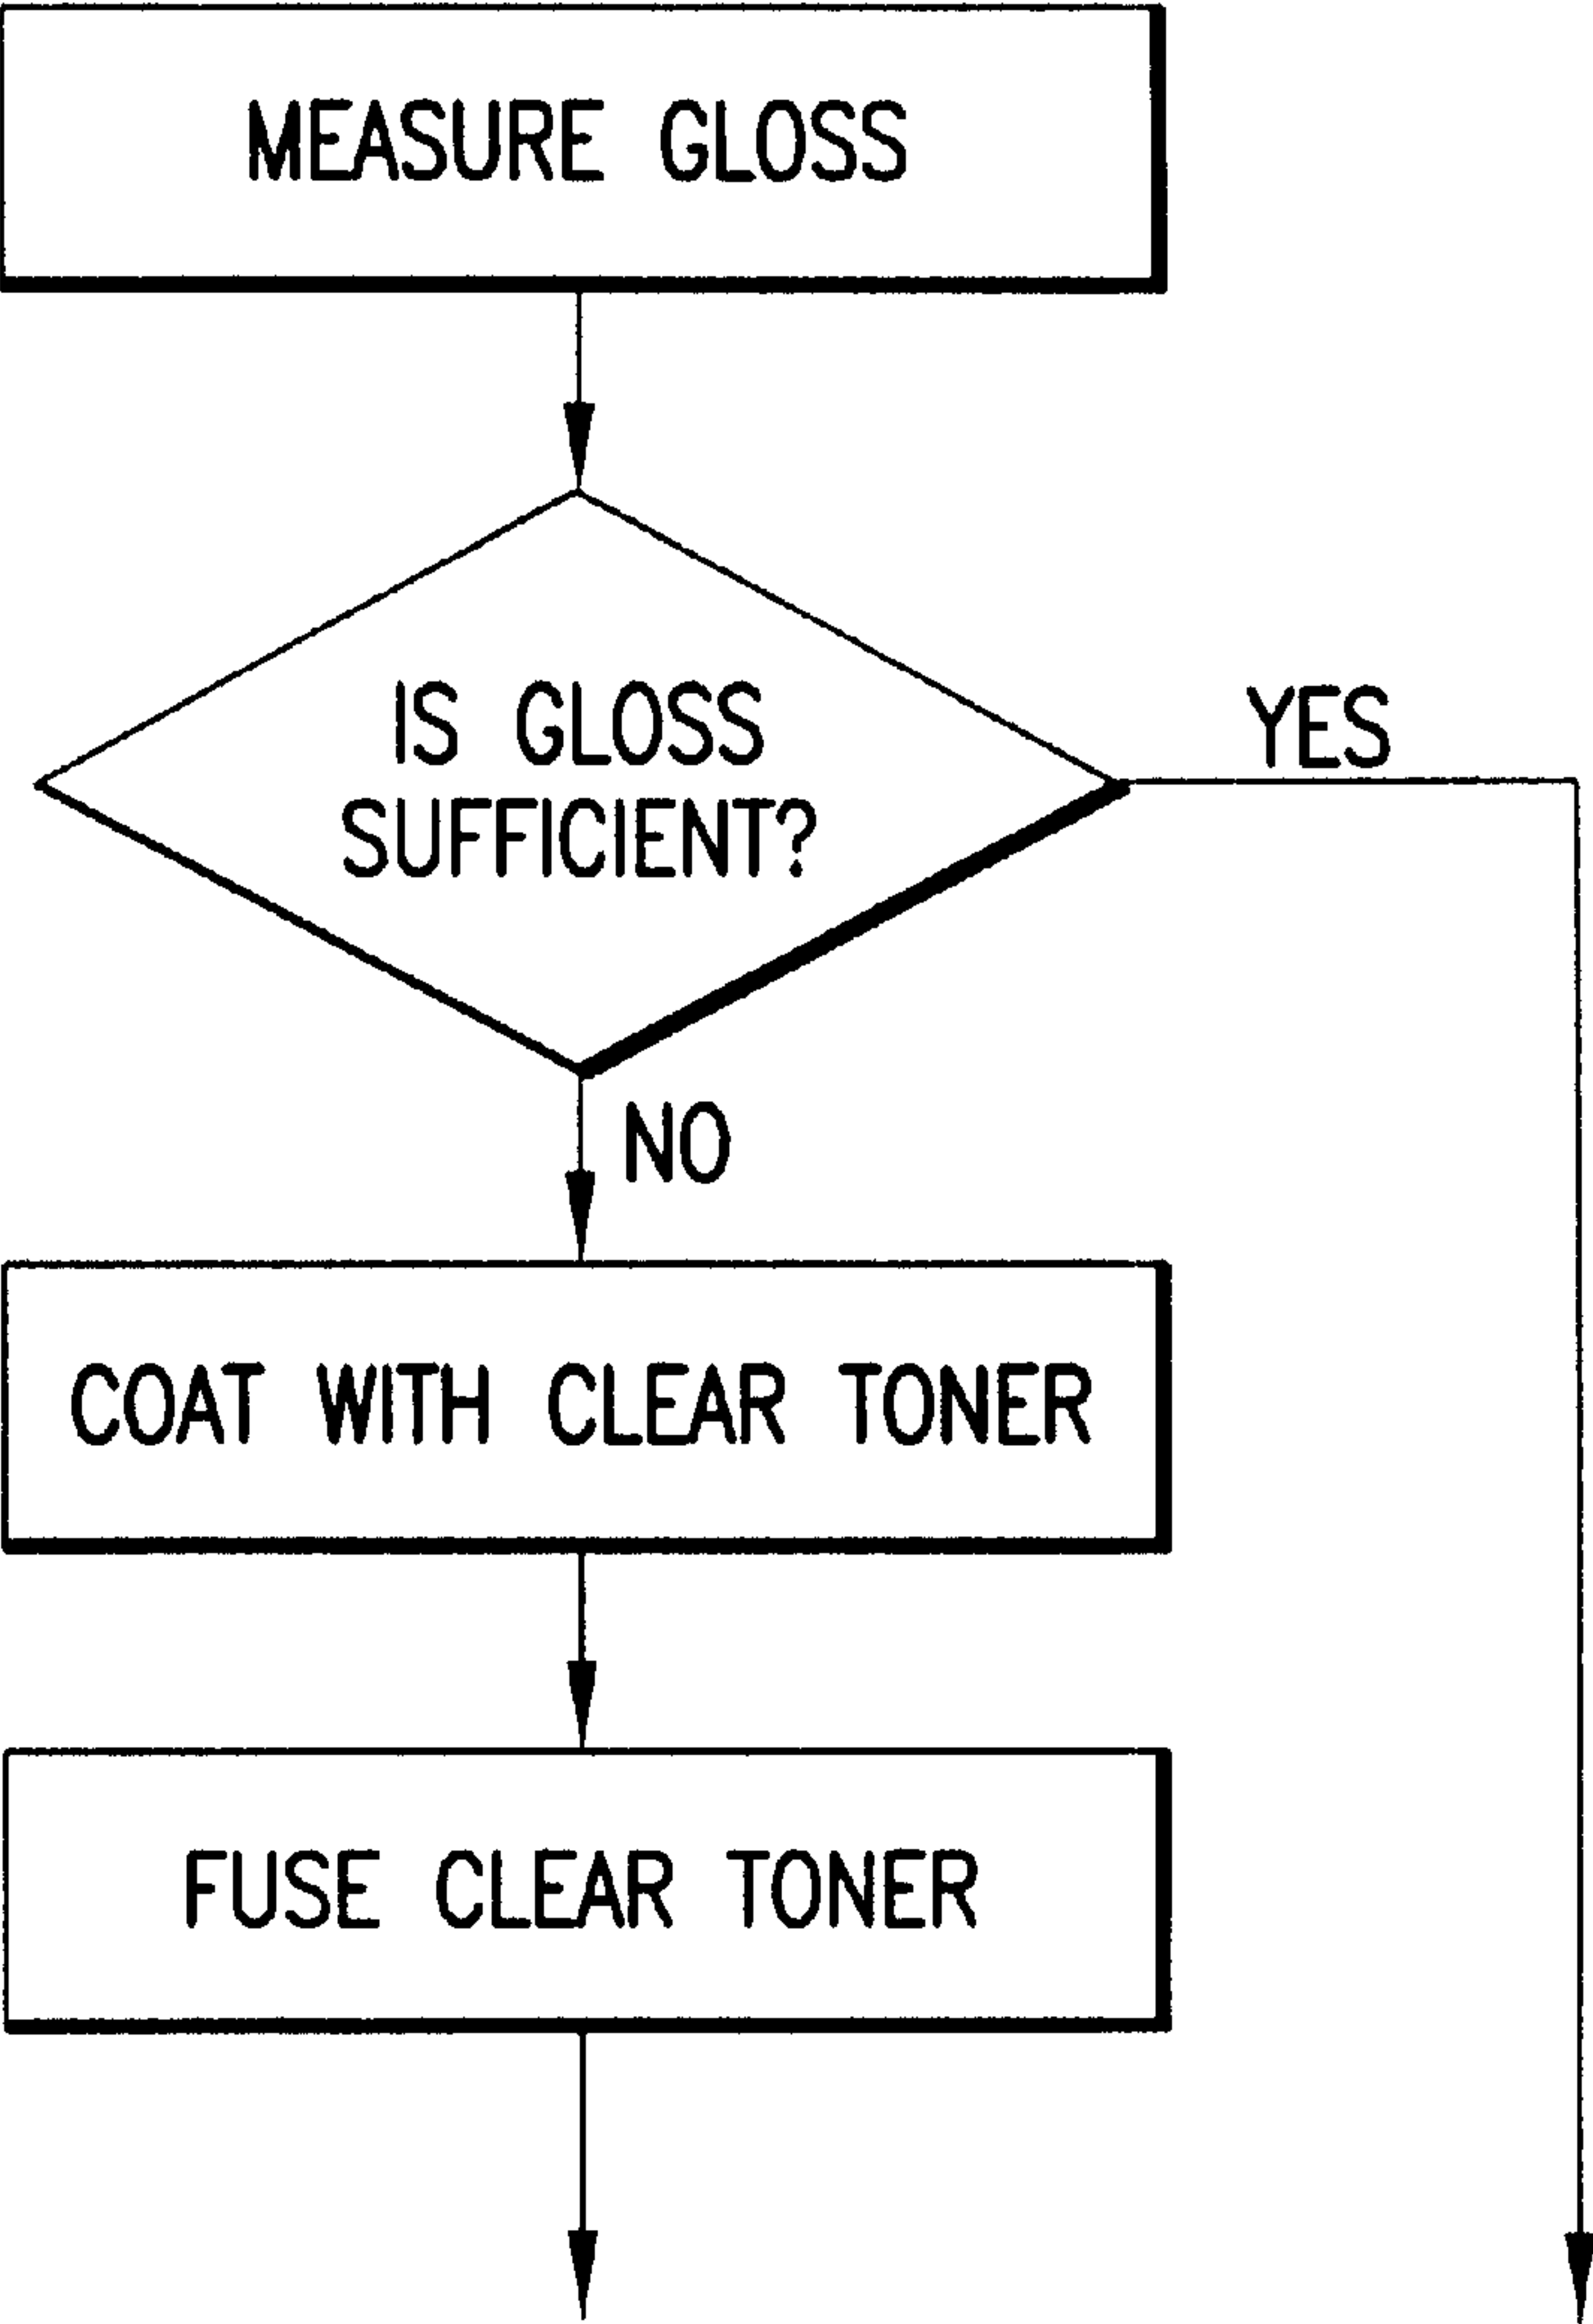 MEASURE GLOSS
IS GLOSS
SUFFICIENT?
YES
NO
COAT WITH CLEAR TONER
FUSE CLEAR TONER